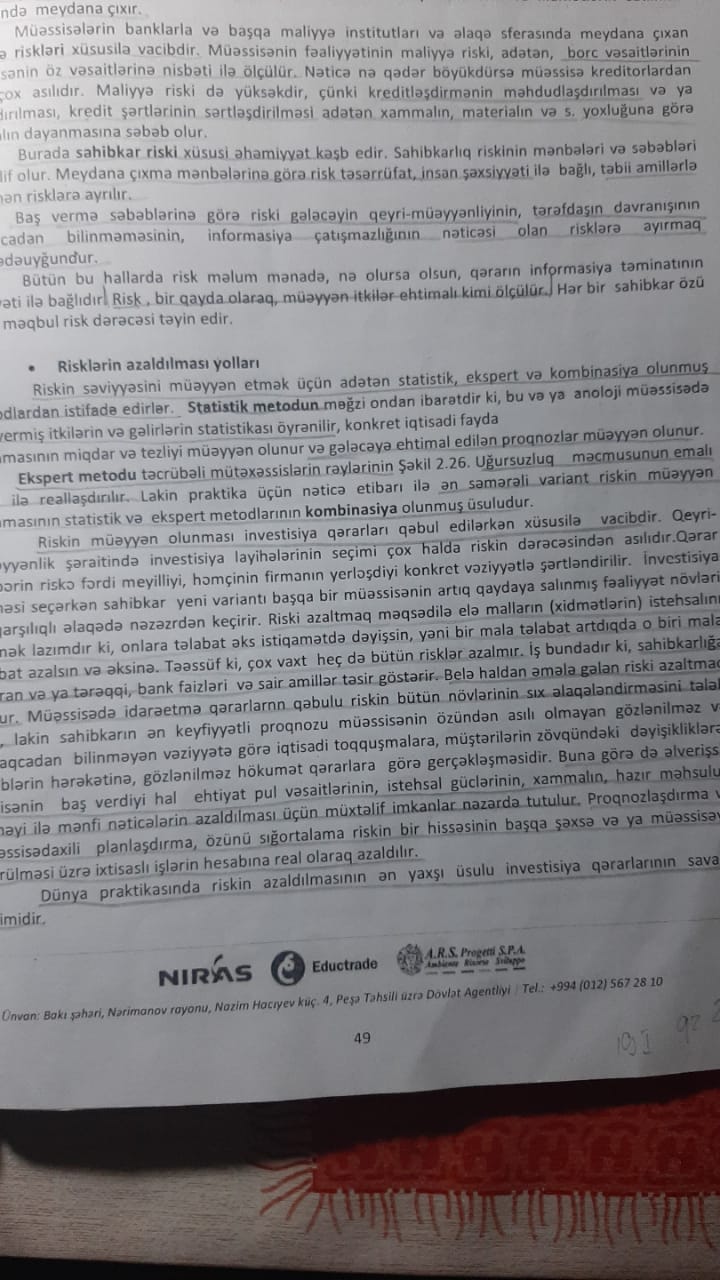 ndə meydana çıxır.
Müəssisələrin banklarla və başqa maliyyə institutları və əlaqə sferasında meydana çıxan
ə riskləri xüsusilə vacibdir. Müəssisənin fəaliyyətinin maliyyə riski, adətən, borc vəsaitlərinin
sənin öz vəsaitlərinə nisbəti ilə ölçülür. Nəticə nə qədər böyükdürsə müəssisə kreditorlardan
çox asılıdır. Maliyyə riski də yüksəkdir, çünki kreditləşdirmənin məhdudlaşdırılması və ya
dırılması, kredit şərtlərinin sərtləşdirilməsi adətən xammalın, materialın və s. yoxluğuna görə
lın dayanmasına səbəb olur.
Burada sahibkar riski xüsusi əhəmiyyət kəsb edir. Sahibkarlıq riskinin mənbələri və səbəbləri
lif olur. Meydana çıxma mənbələrinə görə risk təsərrüfat, insan şəxsiyyəti ilə bağlı, təbii amillərlə
nən risklərə ayrılır.
Baş vermə səbəblərinə görə riski gələcəyin qeyri-müəyyənliyinin, tərəfdaşın davranışının
cədən bilinməməsinin, informasiya çatışmazlığının nəticəsi olan risklərə ayırmaq
ədəuyğundur.
Bütün bu hallarda risk məlum mənada, nə olursa olsun, qərarın informasiya təminatının
əti ilə bağlıdır. Risk , bir qayda olaraq, müəyyən itkilər ehtimalı kimi ölçülür. Hər bir sahibkar özü
məqbul risk dərəcəsi təyin edir.
• Risklərin azaldılması yolları
Riskin səviyyəsini müəyyən etmək üçün adətən statistik, ekspert və kombinasiya olunmuş
odlardan istifadə edirlər. Statistik metodun məğzi ondan ibarətdir ki, bu və ya anoloji müəssisədə
vermiş itkilərin və gəlirlərin statistikası öyrənilir, konkret iqtisadi fayda
masının miqdar və tezliyi müəyyən olunur və gələcəyə ehtimal edilən proqnozlar müəyyən olunur.
Ekspert metodu təcrübəli mütəxəssislərin rəylərinin Şəkil 2.26. Uğursuzluq məcmusunun emalı
ilə reallaşdırılır. Lakin praktika üçün nəticə etibarı ilə ən səmərəli variant riskin müəyyən
masının statistik və ekspert metodlarının kombinasiya olunmuş üsuludur.
Riskin müəyyən olunması investisiya qərarları qəbul edilərkən xüsusilə vacibdir. Qeyri-
yyənlik şəraitində investisiya layihələrinin seçimi çox halda riskin dərəcəsindən asılıdır.Qərar
bərin riskə fərdi meyilliyi, həmçinin firmanın yerləşdiyi konkret vəziyyətlə şərtləndirilir. İnvestisiya
həsi seçərkən sahibkar yeni variantı başqa bir müəssisənin artıq qaydaya salınmış fəaliyyət növləri
qarşılıqlı əlaqədə nəzərdən keçirir. Riski azaltmaq məqsədilə elə malların (xidmətlərin) istehsalını
mək lazımdır ki, onlara tələbat əks istiqamətdə dəyişsin, yəni bir mala tələbat artdıqda o biri mala
bat azalsın və əksinə. Təəssüf ki, çox vaxt heç də bütün risklər azalmır. İş bundadır ki, sahibkarlığa
ran və ya tərəqqi, bank faizləri və sair amillər təsir göstərir. Belə haldan əmələ gələn riski azaltmaq
ur. Müəssisədə idarəetmə qərarlarnn qəbulu riskin bütün növlərinin sıx əlaqələndirməsini tələb
, lakin sahibkarın ən keyfiyyətli proqnozu müəssisənin özündən asılı olmayan gözlənilməz v
aqcədan bilinməyən vəziyyətə görə iqtisadi toqquşmalara, müştərilərin zövqündəki dəyişikliklərə
blərin hərəkətinə, gözlənilməz hökumət qərarlara görə gerçəkləşməsidir. Buna görə də əlverişs
isənin baş verdiyi hal ehtiyat pul vəsaitlərinin, istehsal güclərinin, xammalın, hazır məhsulu
həyi ilə mənfi nəticələrin azaldılması üçün müxtəlif imkanlar nəzərdə tutulur. Proqnozlaşdırma v
əssisədaxili planlaşdırma, özünü sığortalama riskin bir hissəsinin başqa şəxsə və ya müəssisəy
rülməsi üzrə ixtisaslı işlərin hesabına real olaraq azaldılır.
Dünya praktikasında riskin azaldılmasının ən yaxşı üsulu investisiya qərarlarının sava
imidir.
NIRAS Eductrade A.R.S. Progetti S.P.A.
Ambiente Risorse Sviluppo
Ünvan: Bakı şəhəri, Nərimanov rayonu, Nazim Hacıyev küç. 4, Peşə Təhsili üzrə Dövlət Agentliyi | Tel.: +994 (012) 567 28 10
49